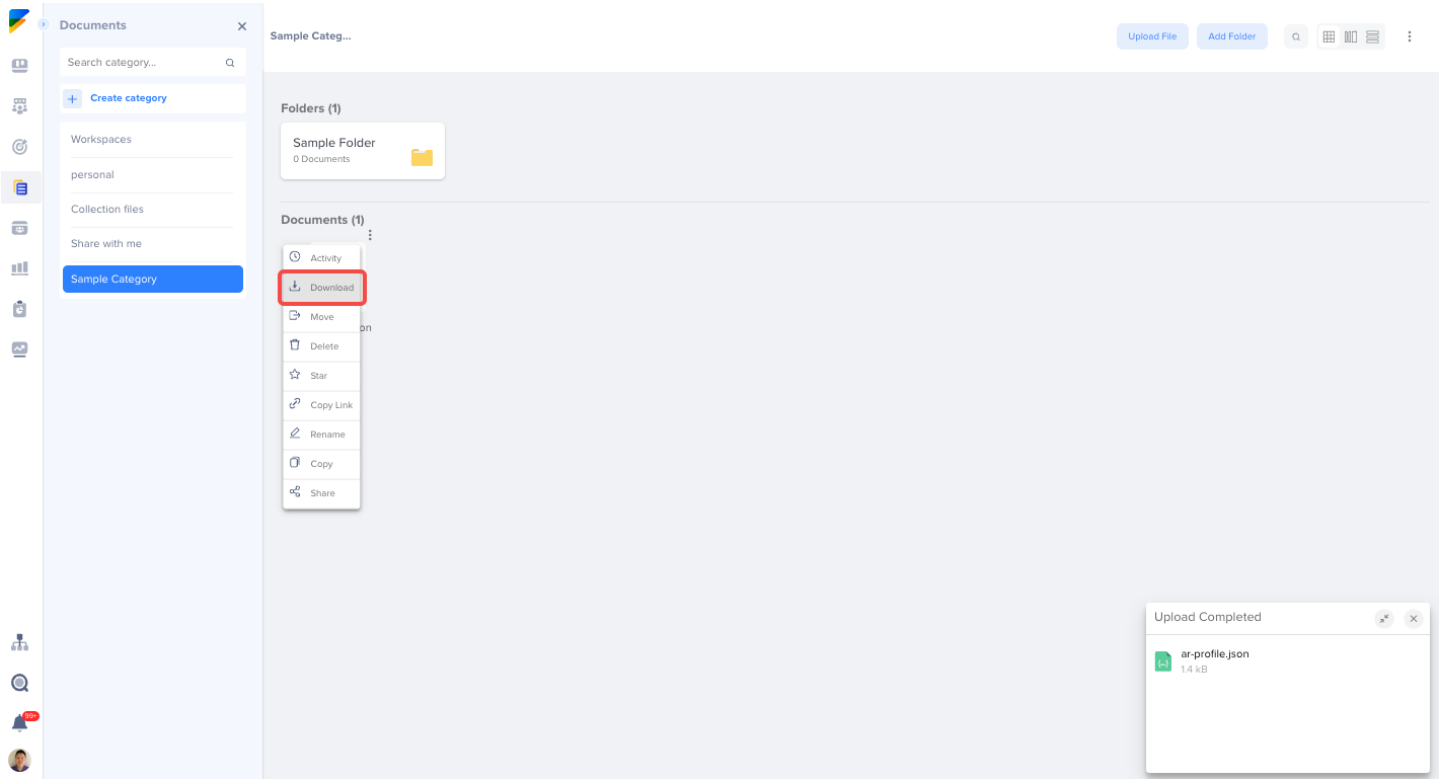 Documents
Search category...
Create category
Workspaces
personal
Collection files
Share with me
Sample Category
99+
Sample Categ...
Upload File
Add Folder
Folders (1)
Sample Folder
0 Documents
Documents (1)
Activity
Download
Move
on
Delete
Star
Copy Link
Rename
Copy
Share
Upload Completed
ar-profile.json
1.4 kB